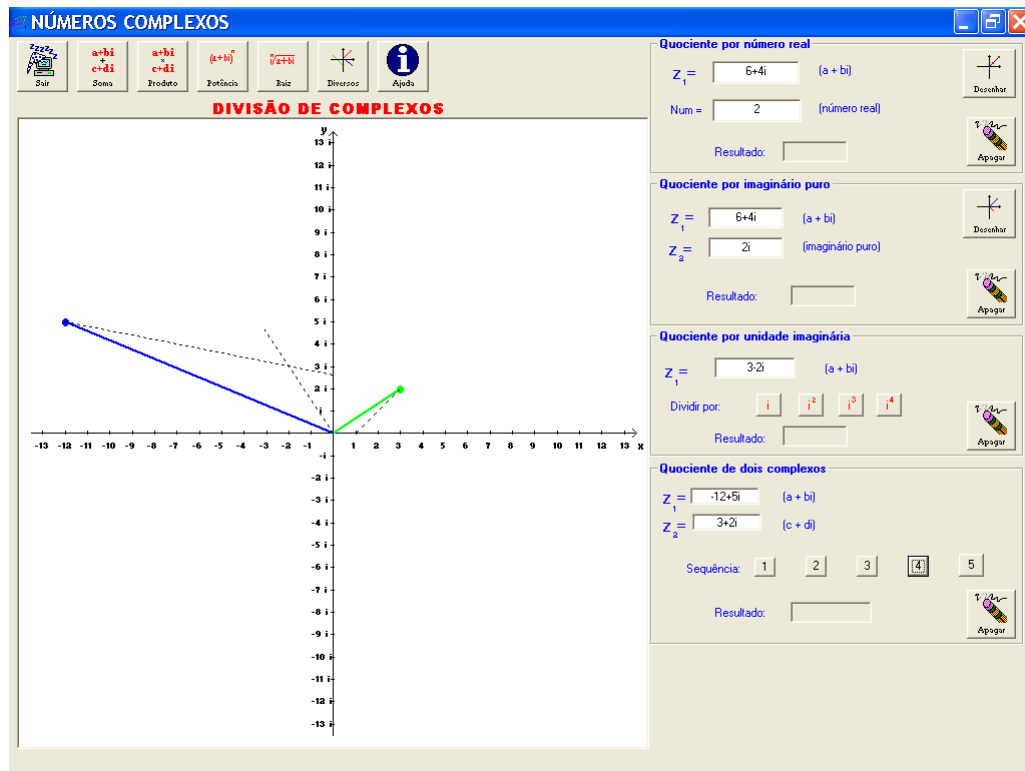 NÚMEROS COMPLEXOS
zzzzz
Sair
a+bi
+
c+di
Soma
a+bi
×
c+di
Produto
(a+bi)ⁿ
Potência
ⁿ√a+bi
Raiz
Diversos
i
Ajuda
DIVISÃO DE COMPLEXOS
y
13 i
12 i
11 i
10 i
9 i
8 i
7 i
6 i
5 i
4 i
3 i
2 i
i
-13 -12 -11 -10 -9 -8 -7 -6 -5 -4 -3 -2 -1 1 2 3 4 5 6 7 8 9 10 11 12 13 x
-i
-2 i
-3 i
-4 i
-5 i
-6 i
-7 i
-8 i
-9 i
-10 i
-11 i
-12 i
-13 i
Quociente por número real
Z₁= 6+4i (a + bi)
Desenhar
Num = 2 (número real)
Resultado:
Apagar
Quociente por imaginário puro
Z₁= 6+4i (a + bi)
Desenhar
Z₂= 2i (imaginário puro)
Resultado:
Apagar
Quociente por unidade imaginária
Z₁= 3-2i (a + bi)
Dividir por: i i² i³ i⁴
Resultado:
Apagar
Quociente de dois complexos
Z₁= -12+5i (a + bi)
Z₂= 3+2i (c + di)
Sequência: 1 2 3 4 5
Resultado:
Apagar